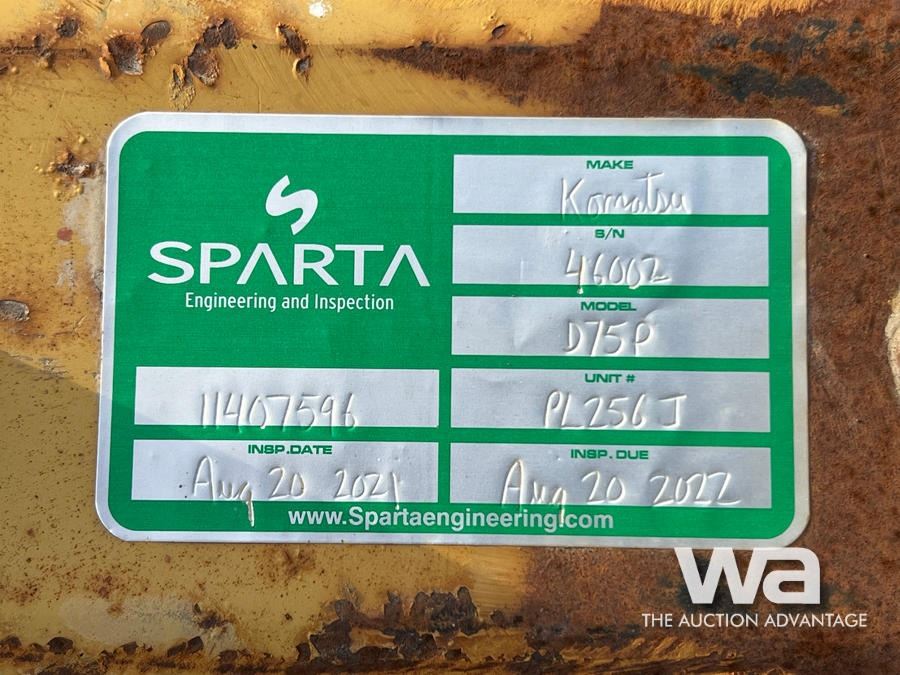 SPARTA
Engineering and Inspection
MAKE
Komatsu
S/N
46002
MODEL
D75P
11407596
UNIT #
PL256J
INSP.DATE
Aug 20 2021
INSP. DUE
Aug 20 2022
www.Spartaengineering.com
wa
THE AUCTION ADVANTAGE